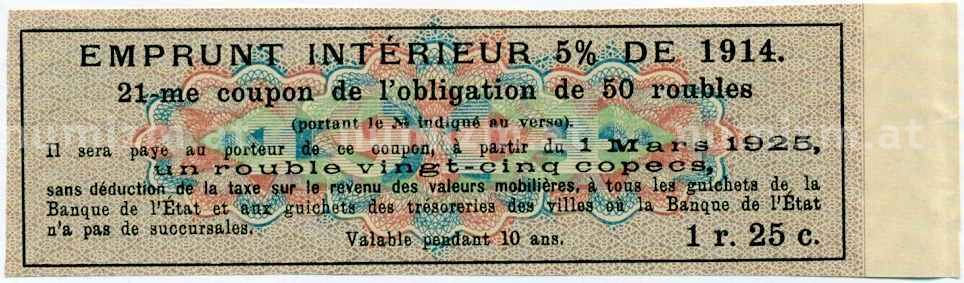 EMPRUNT INTÉRIEUR 5% DE 1914.
21-me coupon de l'obligation de 50 roubles
(portant le № indiqué au verso).
Il sera paye au porteur de ce coupon, à partir du 1 Mars 1925,
un rouble vingt-cinq copecs,
sans déduction de la taxe sur le revenu des valeurs mobilières, à tous les guichets de la
Banque de l'État et aux guichets des trésoreries des villes où la Banque de l'État
n'a pas de succursales.
Valable pendant 10 ans.
1 r. 25 c.